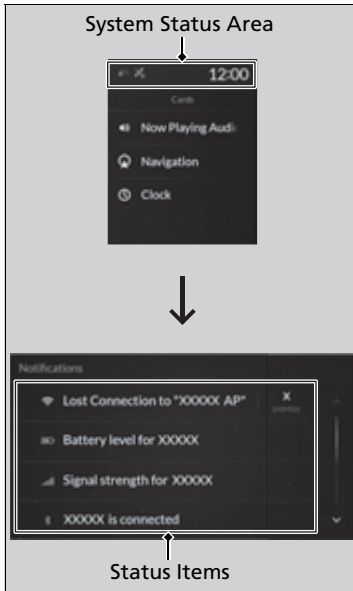 System Status Area
12:00
Cards
Now Playing Audi
Navigation
Clock
Notifications
Lost Connection to "XXXXX AP"
X
DISMISS
Battery level for XXXXX
Signal strength for XXXXX
XXXXX is connected
Status Items